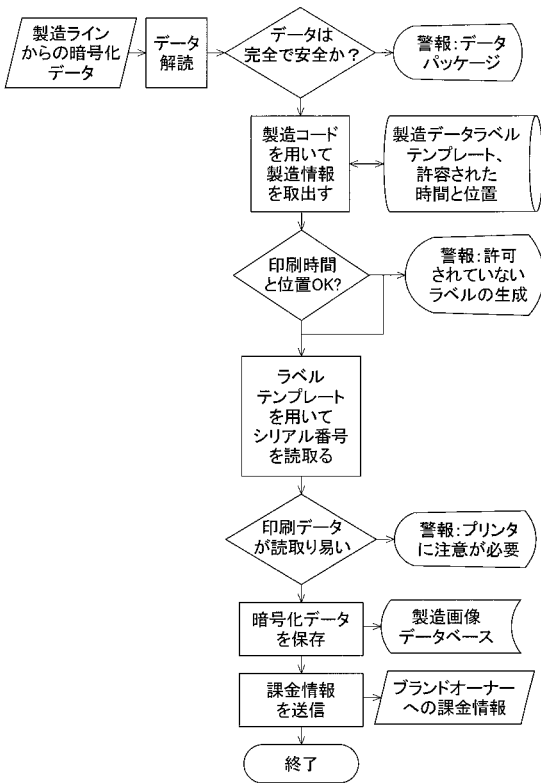 製造ライン
からの暗号化
データ
データ
解読
データは
完全で安全か？
警報：データ
パッケージ
製造コード
を用いて
製造情報
を取出す
製造データラベル
テンプレート、
許容された
時間と位置
印刷時間
と位置OK?
警報：許可
されていない
ラベルの生成
ラベル
テンプレート
を用いて
シリアル番号
を読取る
印刷データ
が読取り易い
警報：プリンタ
に注意が必要
暗号化データ
を保存
製造画像
データベース
課金情報
を送信
ブランドオーナー
への課金情報
終了